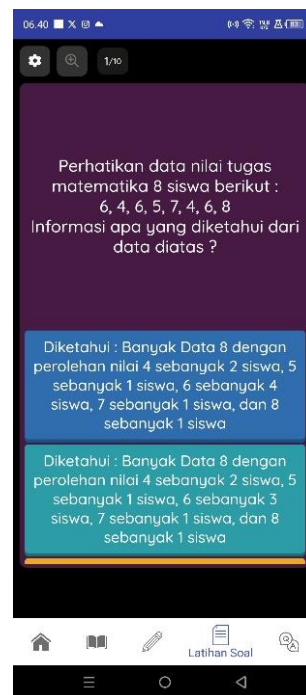 06.40
1/10
Perhatikan data nilai tugas
matematika 8 siswa berikut :
6, 4, 6, 5, 7, 4, 6, 8
Informasi apa yang diketahui dari
data diatas ?
Diketahui : Banyak Data 8 dengan
perolehan nilai 4 sebanyak 2 siswa, 5
sebanyak 1 siswa, 6 sebanyak 4
siswa, 7 sebanyak 1 siswa, dan 8
sebanyak 1 siswa
Diketahui : Banyak Data 8 dengan
perolehan nilai 4 sebanyak 2 siswa, 5
sebanyak 1 siswa, 6 sebanyak 3
siswa, 7 sebanyak 1 siswa, dan 8
sebanyak 1 siswa
Latihan Soal